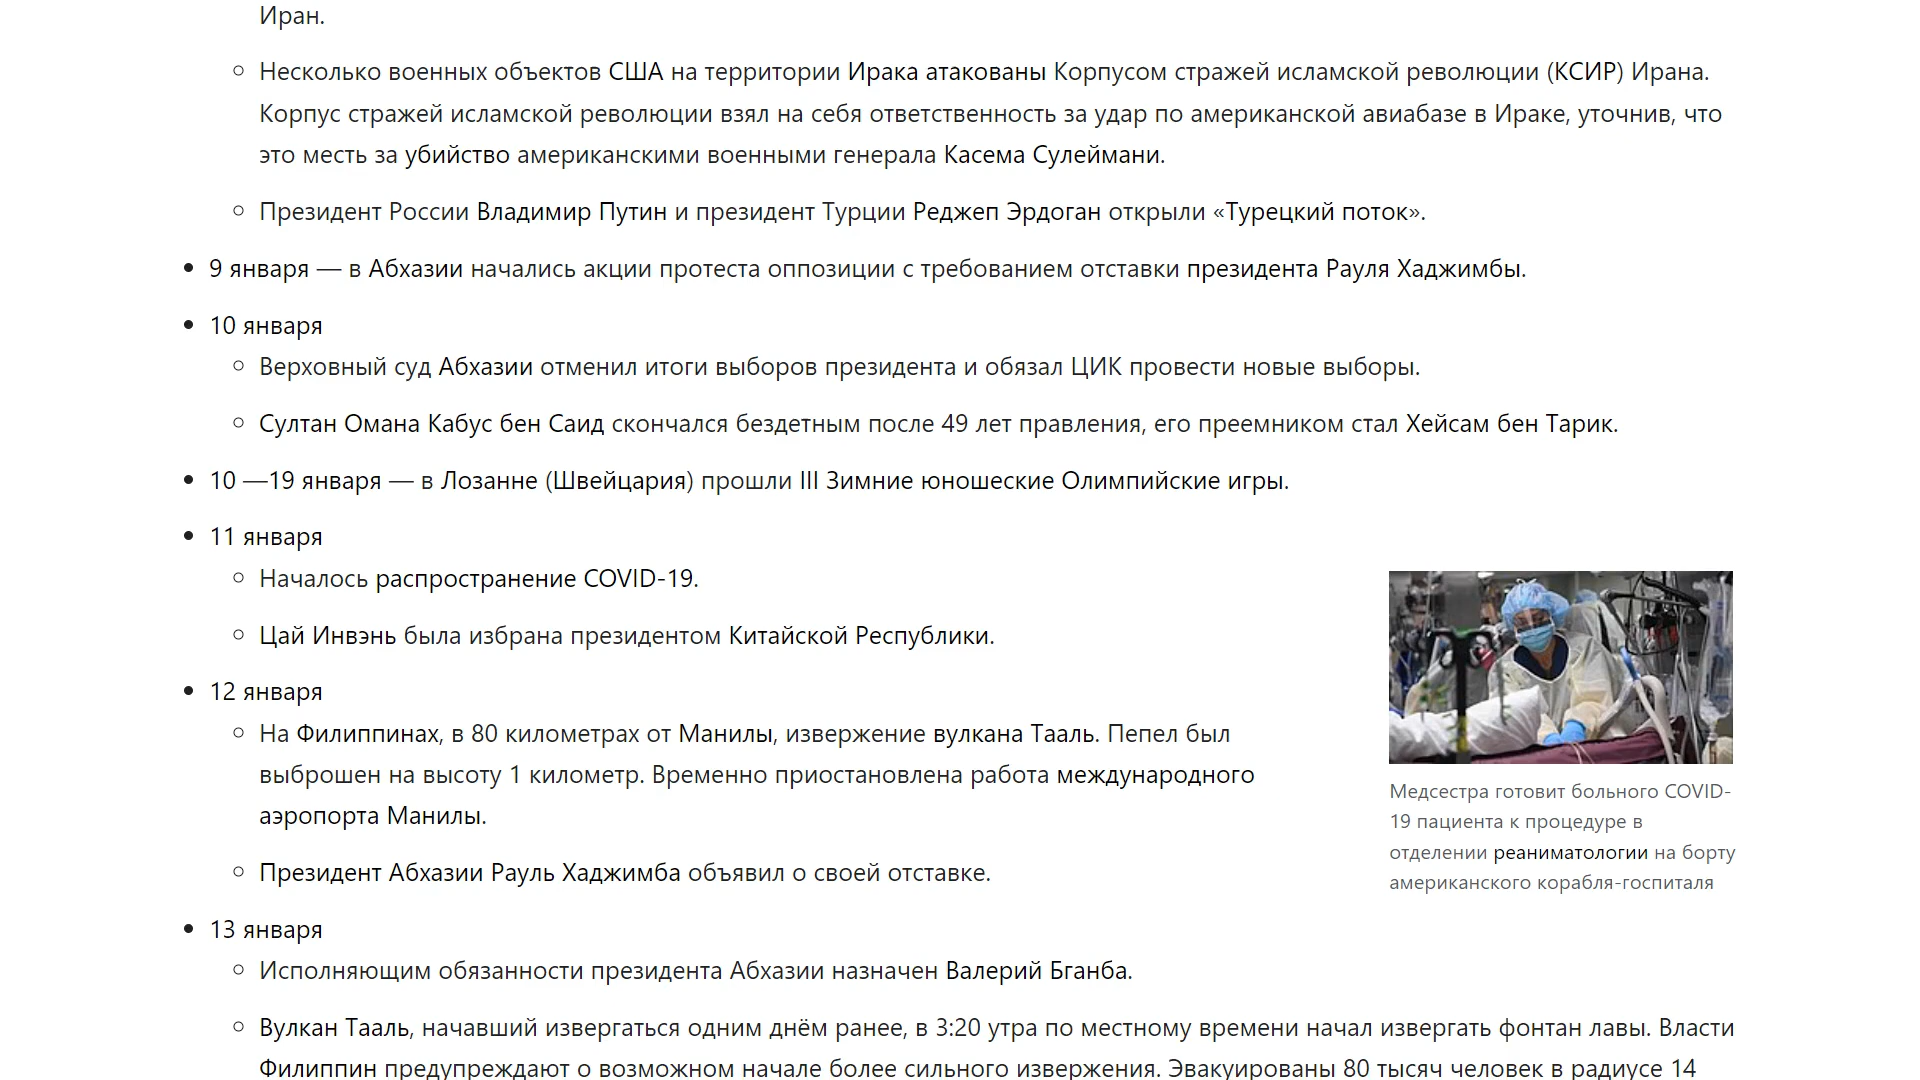 Иран.
Несколько военных объектов США на территории Ирака атакованы Корпусом стражей исламской революции (КСИР) Ирана.
Корпус стражей исламской революции взял на себя ответственность за удар по американской авиабазе в Ираке, уточнив, что
это месть за убийство американскими военными генерала Касема Сулеймани.
Президент России Владимир Путин и президент Турции Реджеп Эрдоган открыли «Турецкий поток».
9 января — в Абхазии начались акции протеста оппозиции с требованием отставки президента Рауля Хаджимбы.
10 января
Верховный суд Абхазии отменил итоги выборов президента и обязал ЦИК провести новые выборы.
Султан Омана Кабус бен Саид скончался бездетным после 49 лет правления, его преемником стал Хейсам бен Тарик.
10 —19 января — в Лозанне (Швейцария) прошли III Зимние юношеские Олимпийские игры.
11 января
Началось распространение COVID-19.
Цай Инвэнь была избрана президентом Китайской Республики.
12 января
На Филиппинах, в 80 километрах от Манилы, извержение вулкана Тааль. Пепел был
выброшен на высоту 1 километр. Временно приостановлена работа международного
аэропорта Манилы.
Президент Абхазии Рауль Хаджимба объявил о своей отставке.
Медсестра готовит больного COVID-
19 пациента к процедуре в
отделении реаниматологии на борту
американского корабля-госпиталя
13 января
Исполняющим обязанности президента Абхазии назначен Валерий Бганба.
Вулкан Тааль, начавший извергаться одним днём ранее, в 3:20 утра по местному времени начал извергать фонтан лавы. Власти
Филиппин предупреждают о возможном начале более сильного извержения. Эвакуированы 80 тысяч человек в радиусе 14